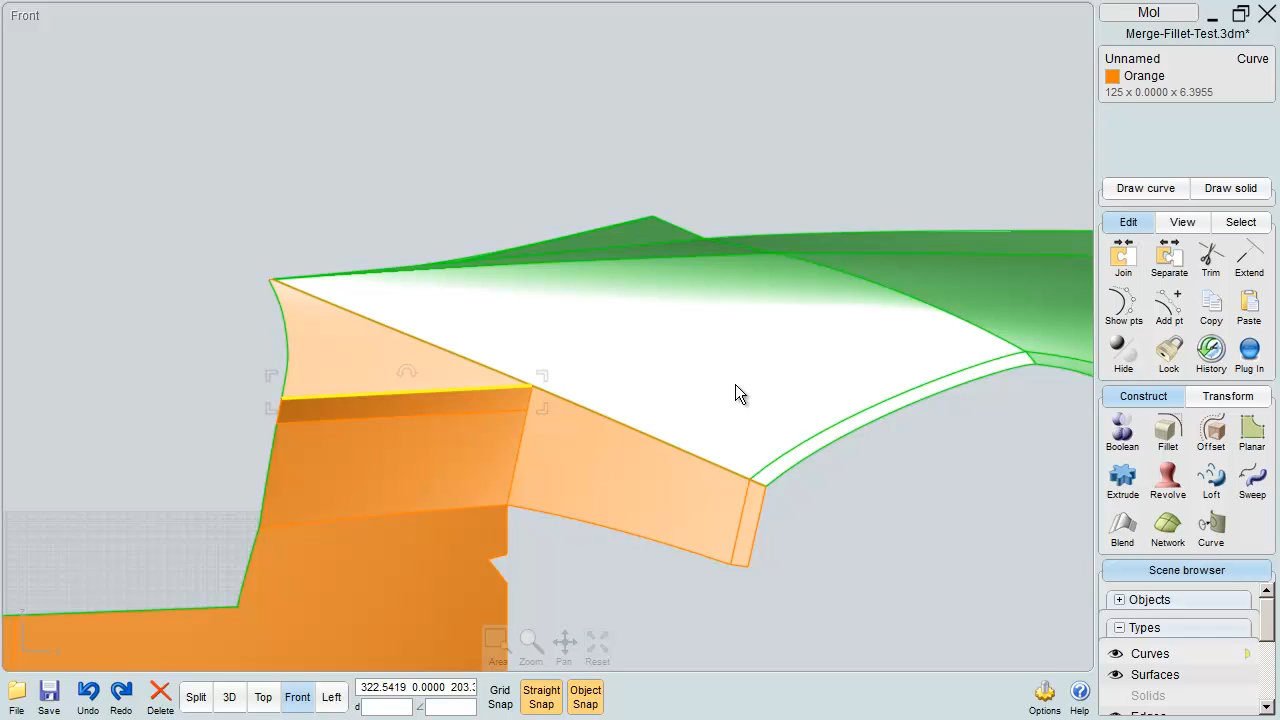 Front
MoI
Merge-Fillet-Test.3dm*
Unnamed Curve
Orange
125 x 0.0000 x 6.3955
Draw curve Draw solid
Edit View Select
Join Separate Trim Extend
Show pts Add pt Copy Paste
Hide Lock History Plug In
Construct Transform
Boolean Fillet Offset Planar
Extrude Revolve Loft Sweep
Blend Network Curve
Scene browser
Objects
Types
Curves
Surfaces
Solids
Edges
Area Zoom Pan Reset
File Save Undo Redo Delete Split 3D Top Front Left
322.5419 0.0000 203.
d
Grid Snap
Straight Snap
Object Snap
Options Help